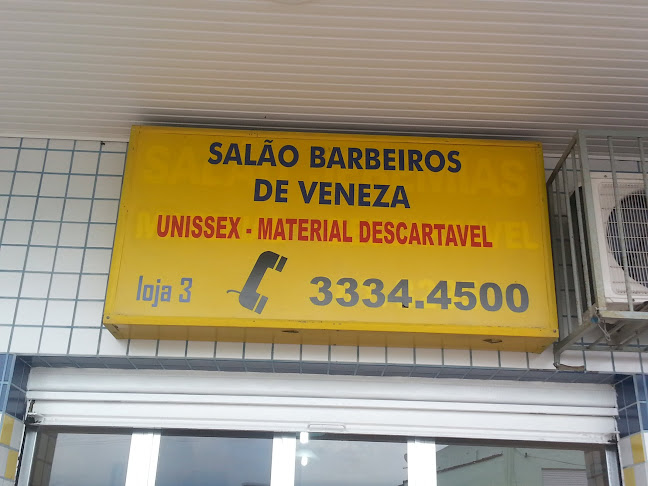 SALÃO BARBEIROS
DE VENEZA
UNISSEX - MATERIAL DESCARTAVEL
loja 3 3334.4500